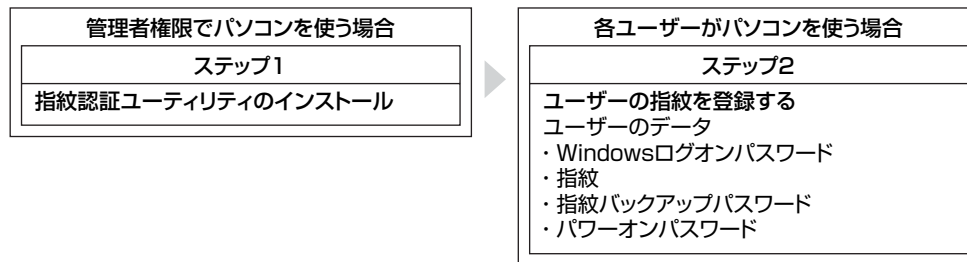 管理者権限でパソコンを使う場合
ステップ1
指紋認証ユーティリティのインストール
各ユーザーがパソコンを使う場合
ステップ2
ユーザーの指紋を登録する
ユーザーのデータ
・Windowsログオンパスワード
・指紋
・指紋バックアップパスワード
・パワーオンパスワード